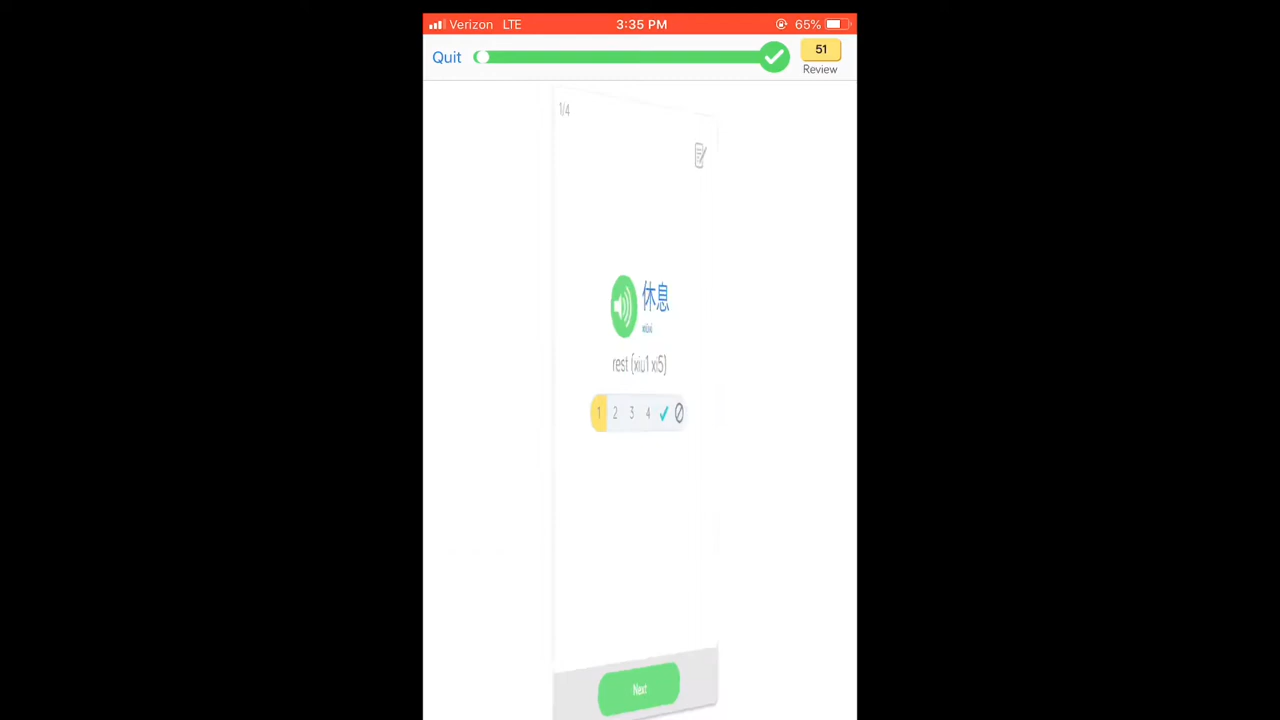 Verizon LTE 3:35 PM 65%
Quit 51
Review
1/4
休息
rest (xiu1 xi5)
1 2 3 4
Next